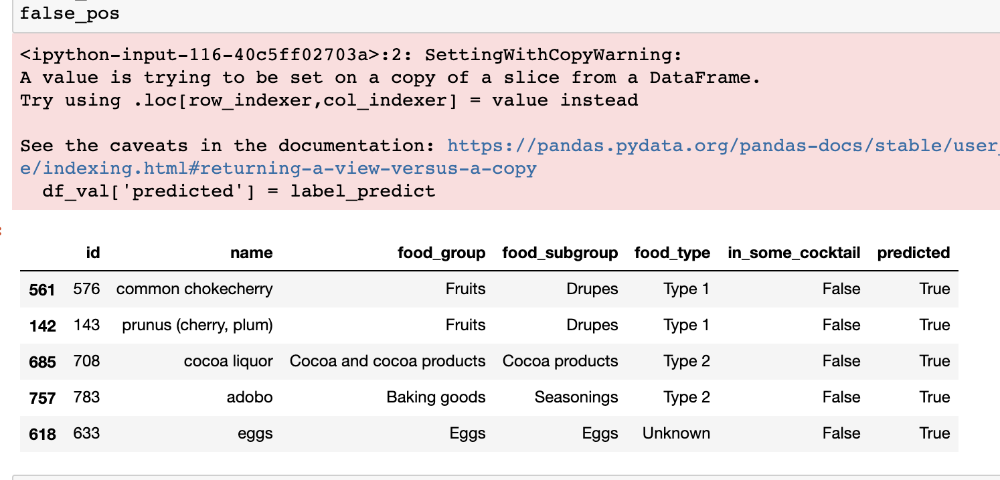 false_pos
<ipython-input-116-40c5ff02703a>:2: SettingWithCopyWarning:
A value is trying to be set on a copy of a slice from a DataFrame.
Try using .loc[row_indexer,col_indexer] = value instead
See the caveats in the documentation: https://pandas.pydata.org/pandas-docs/stable/user_
e/indexing.html#returning-a-view-versus-a-copy
df_val['predicted'] = label_predict
id name food_group food_subgroup food_type in_some_cocktail predicted
561 576 common chokecherry Fruits Drupes Type 1 False True
142 143 prunus (cherry, plum) Fruits Drupes Type 1 False True
685 708 cocoa liquor Cocoa and cocoa products Cocoa products Type 2 False True
757 783 adobo Baking goods Seasonings Type 2 False True
618 633 eggs Eggs Eggs Unknown False True